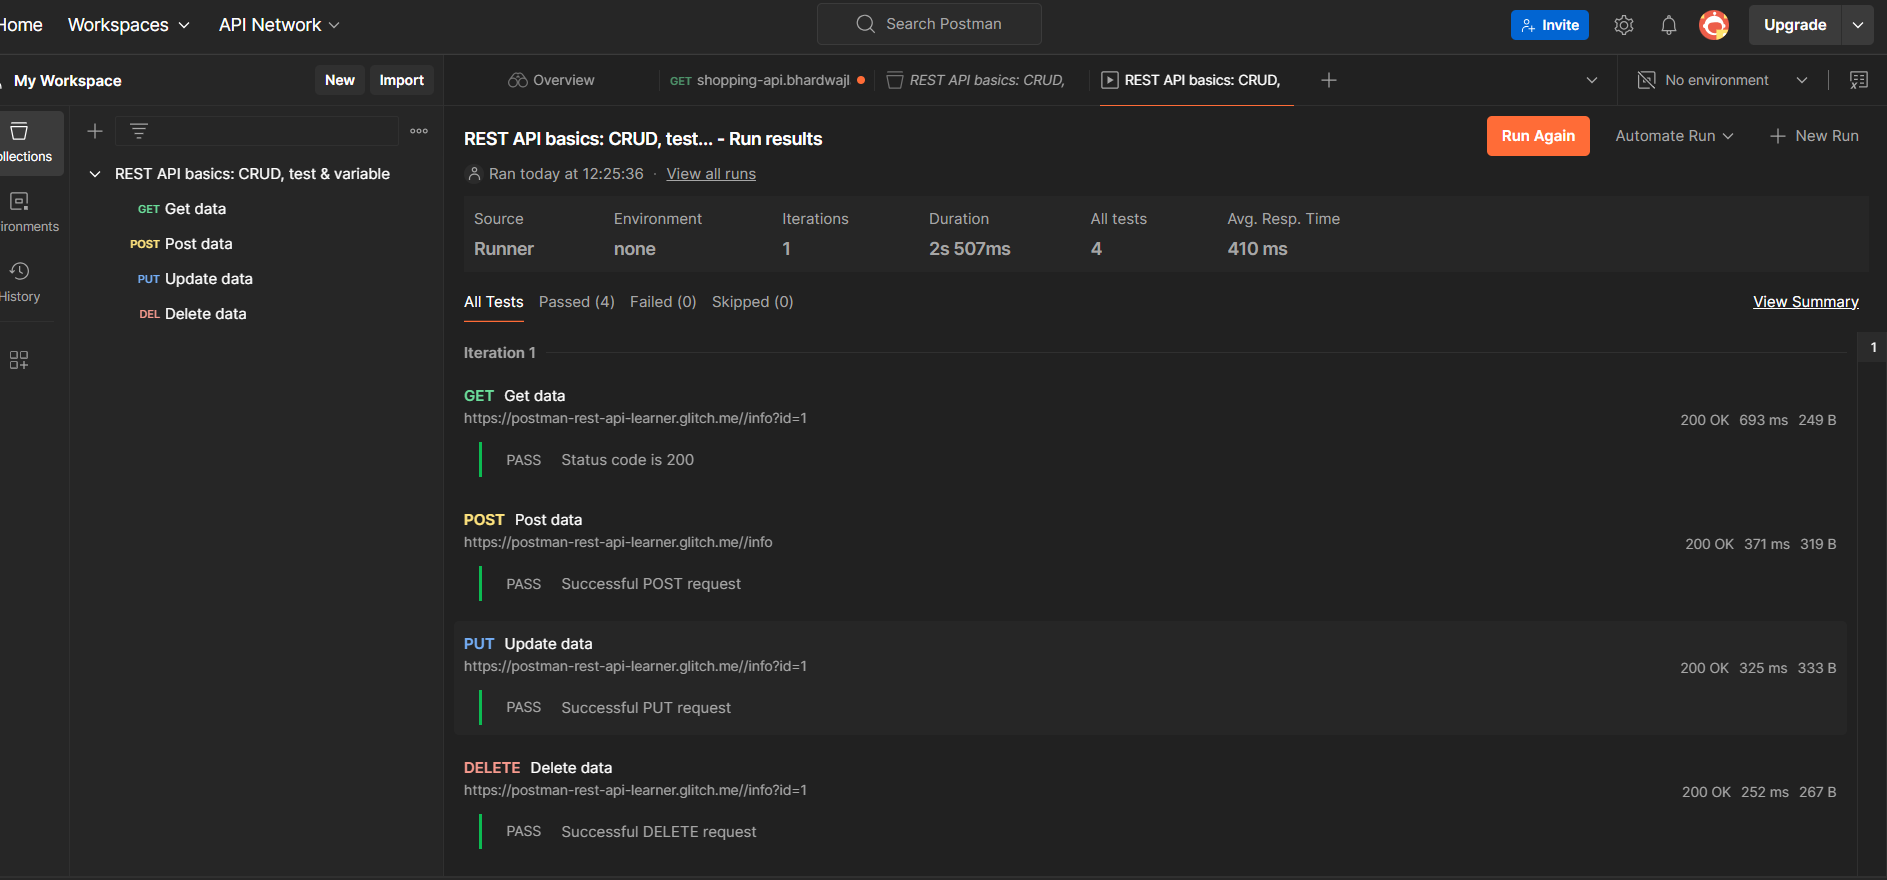 Home Workspaces API Network Search Postman Invite Upgrade
My Workspace New Import Overview GET shopping-api.bhardwajl REST API basics: CRUD, REST API basics: CRUD, No environment
ollections
ironments
History
REST API basics: CRUD, test & variable
GET Get data
POST Post data
PUT Update data
DEL Delete data
REST API basics: CRUD, test... - Run results Run Again Automate Run New Run
Ran today at 12:25:36 · View all runs
Source Environment Iterations Duration All tests Avg. Resp. Time
Runner none 1 2s 507ms 4 410 ms
All Tests Passed (4) Failed (0) Skipped (0) View Summary
Iteration 1 1
GET Get data
https://postman-rest-api-learner.glitch.me//info?id=1 200 OK 693 ms 249 B
PASS Status code is 200
POST Post data
https://postman-rest-api-learner.glitch.me//info 200 OK 371 ms 319 B
PASS Successful POST request
PUT Update data
https://postman-rest-api-learner.glitch.me//info?id=1 200 OK 325 ms 333 B
PASS Successful PUT request
DELETE Delete data
https://postman-rest-api-learner.glitch.me//info?id=1 200 OK 252 ms 267 B
PASS Successful DELETE request